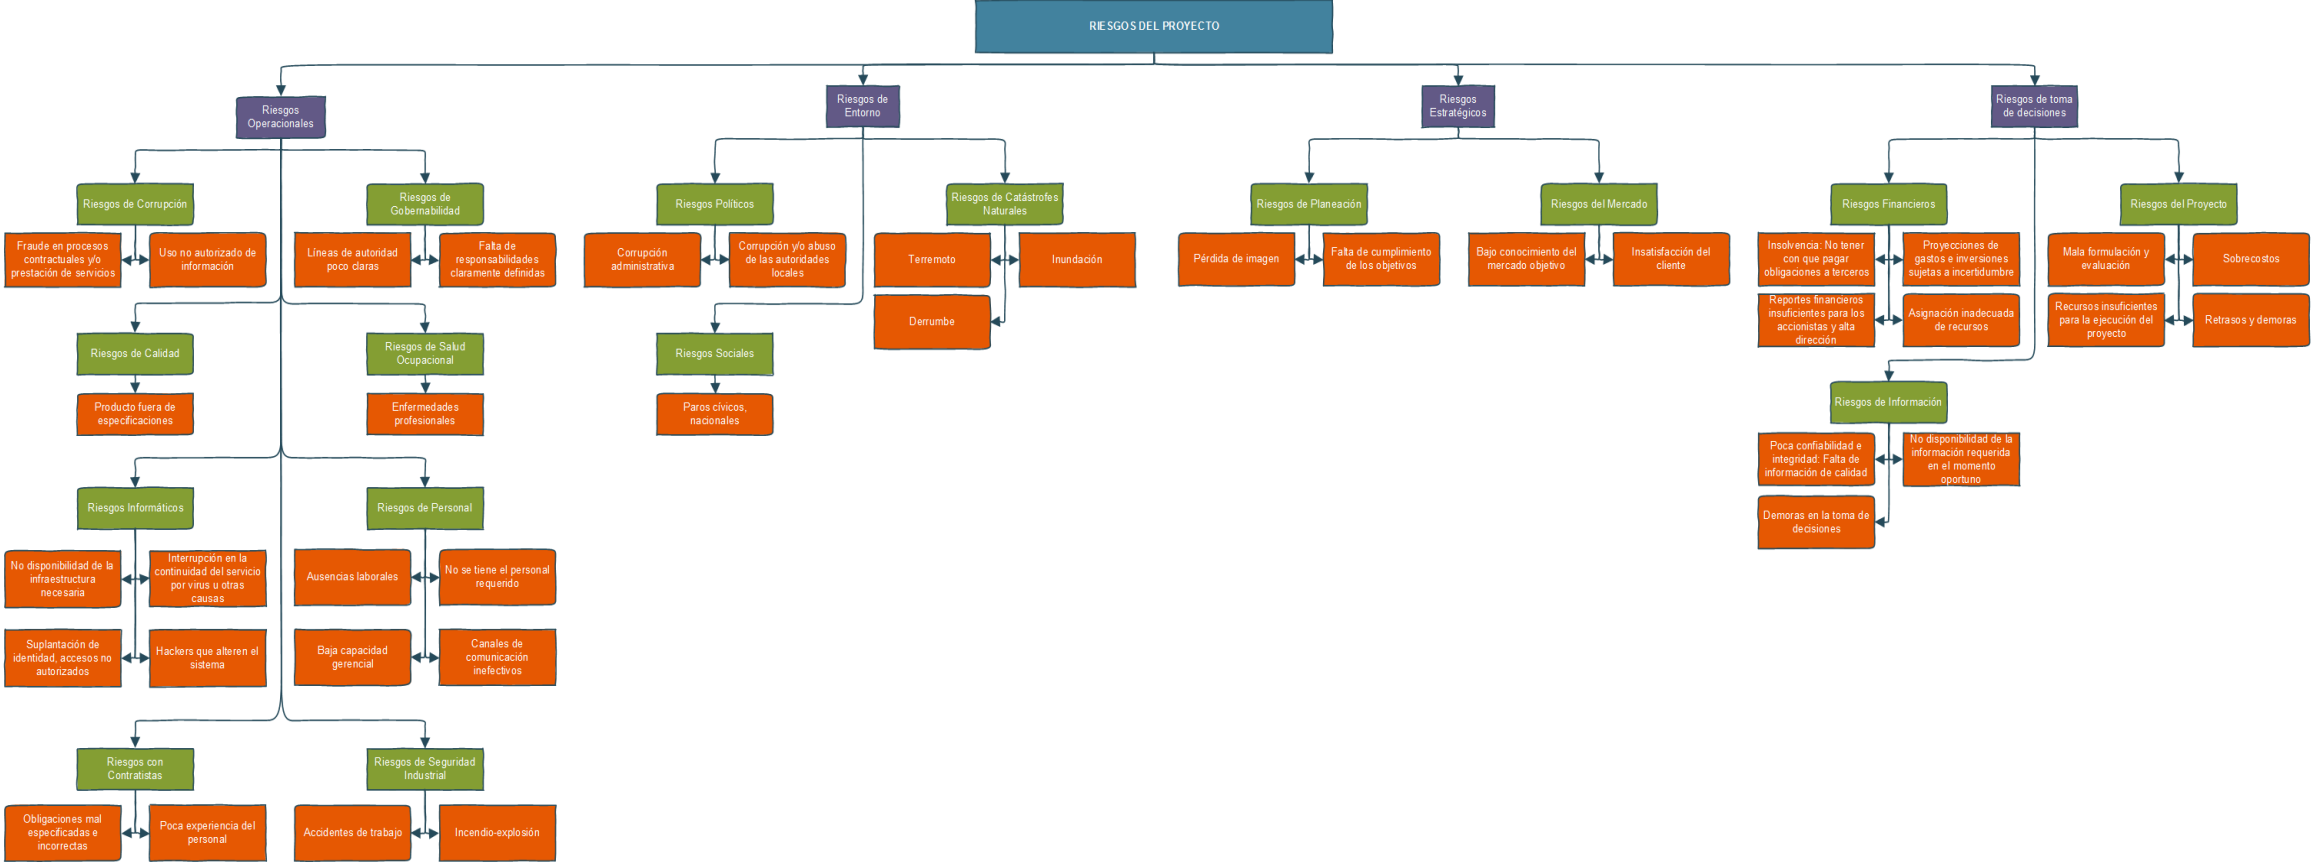 RIESGOS DEL PROYECTO
Riesgos
Operacionales
Riesgos de
Entorno
Riesgos
Estratégicos
Riesgos de toma
de decisiones
Riesgos de Corrupción
Riesgos de
Gobernabilidad
Riesgos Políticos
Riesgos de Catástrofes
Naturales
Riesgos de Planeación
Riesgos del Mercado
Riesgos Financieros
Riesgos del Proyecto
Fraude en procesos
contractuales y/o
prestación de servicios
Uso no autorizado de
información
Líneas de autoridad
poco claras
Falta de
responsabilidades
claramente definidas
Corrupción
administrativa
Corrupción y/o abuso
de las autoridades
locales
Terremoto
Inundación
Pérdida de imagen
Falta de cumplimiento
de los objetivos
Bajo conocimiento del
mercado objetivo
Insatisfacción del
cliente
Insolvencia: No tener
con que pagar
obligaciones a terceros
Proyecciones de
gastos e inversiones
sujetas a incertidumbre
Mala formulación y
evaluación
Sobrecostos
Derrumbe
Reportes financieros
insuficientes para los
accionistas y alta
dirección
Asignación inadecuada
de recursos
Recursos insuficientes
para la ejecución del
proyecto
Retrasos y demoras
Riesgos de Calidad
Riesgos de Salud
Ocupacional
Riesgos Sociales
Producto fuera de
especificaciones
Enfermedades
profesionales
Paros cívicos,
nacionales
Riesgos de Información
Poca confiabilidad e
integridad: Falta de
información de calidad
No disponibilidad de la
información requerida
en el momento
oportuno
Demoras en la toma de
decisiones
Riesgos Informáticos
Riesgos de Personal
No disponibilidad de la
infraestructura
necesaria
Interrupción en la
continuidad del servicio
por virus u otras
causas
Ausencias laborales
No se tiene el personal
requerido
Suplantación de
identidad, accesos no
autorizados
Hackers que alteren el
sistema
Baja capacidad
gerencial
Canales de
comunicación
inefectivos
Riesgos con
Contratistas
Riesgos de Seguridad
Industrial
Obligaciones mal
especificadas e
incorrectas
Poca experiencia del
personal
Accidentes de trabajo
Incendio-explosión